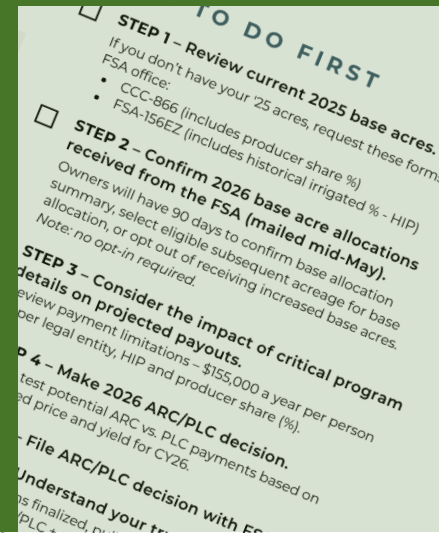 TO DO FIRST
STEP 1 – Review current 2025 base acres.
If you don't have your '25 acres, request these forms
FSA office:
• CCC-866 (includes producer share %)
• FSA-156EZ (includes historical irrigated % - HIP)
STEP 2 – Confirm 2026 base acre allocations
received from the FSA (mailed mid-May).
Owners will have 90 days to confirm base allocation
summary, select eligible subsequent acreage for base
allocation, or opt out of receiving increased base acres.
Note: no opt-in required.
STEP 3 – Consider the impact of critical program
details on projected payouts.
eview payment limitations – $155,000 a year per person
per legal entity, HIP and producer share (%).
P 4 – Make 2026 ARC/PLC decision.
test potential ARC vs. PLC payments based on
ed price and yield for CY26.
– File ARC/PLC decision with FS
Understand your tr
ns finalized, 
/PLC +